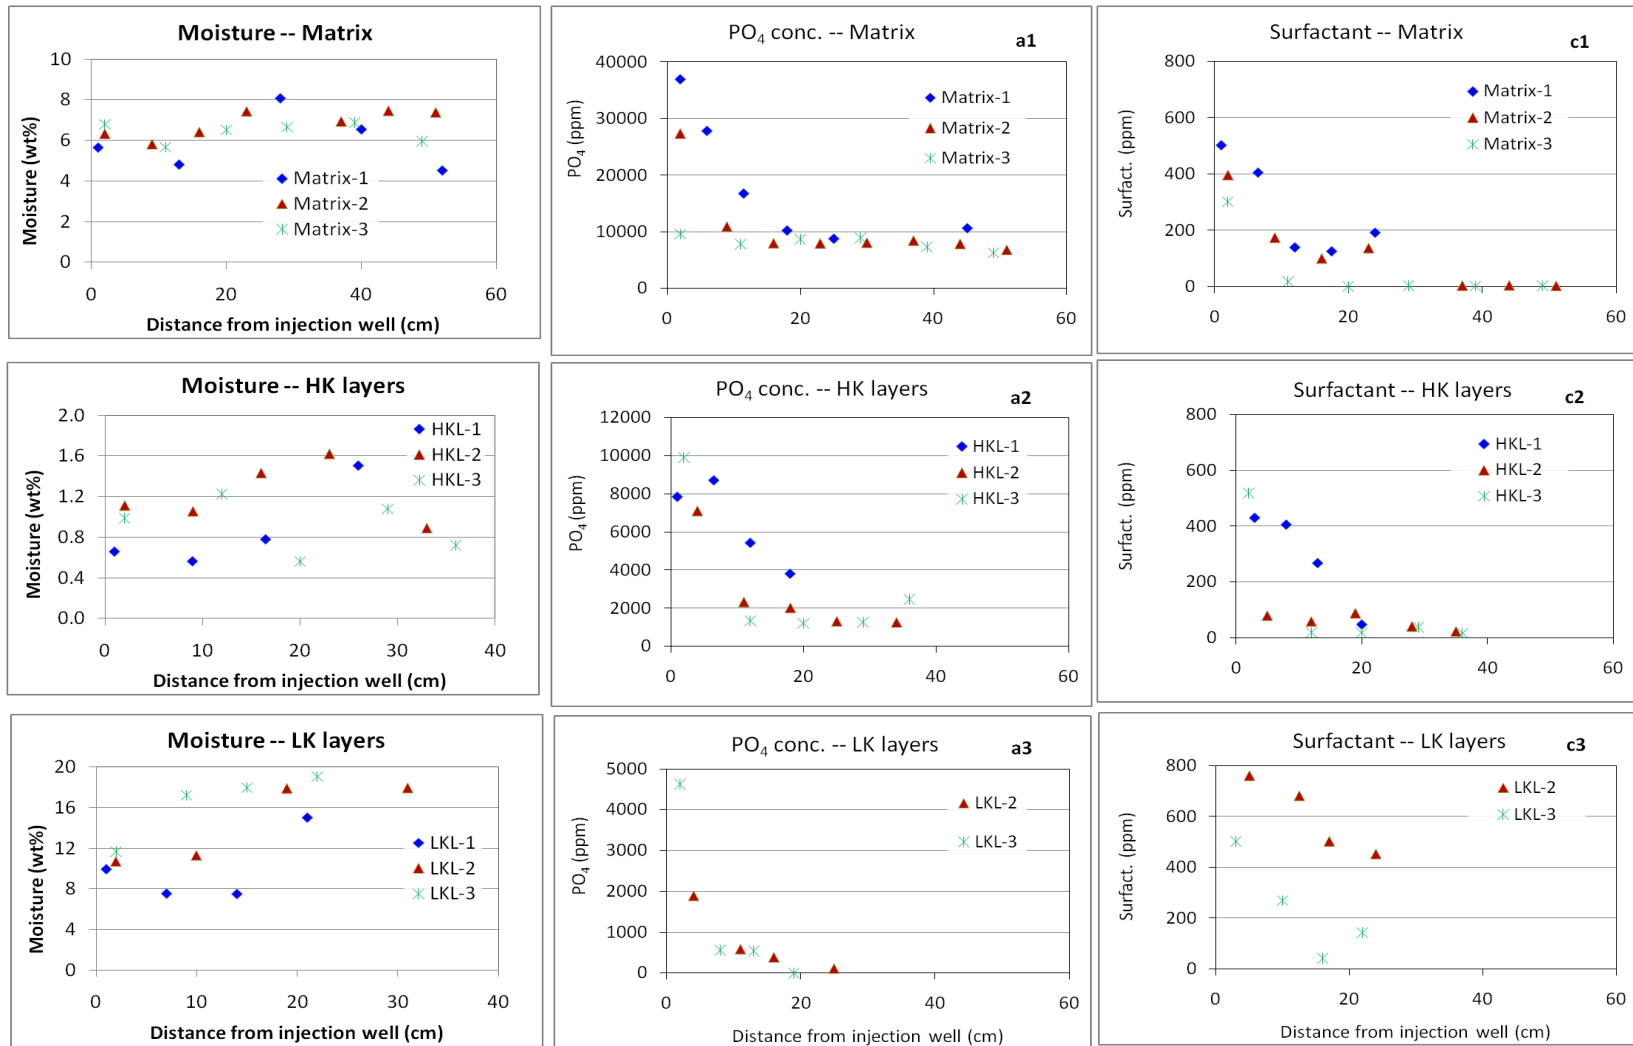 Moisture -- Matrix
10
8
6
4
2
0
0 20 40 60
Moisture (wt%)
Matrix-1
Matrix-2
Matrix-3
Distance from injection well (cm)
PO4 conc. -- Matrix
a1
40000
30000
20000
10000
0
0 20 40 60
PO4 (ppm)
Matrix-1
Matrix-2
Matrix-3
Surfactant -- Matrix
c1
800
600
400
200
0
0 20 40 60
Surfact. (ppm)
Matrix-1
Matrix-2
Matrix-3
Moisture -- HK layers
2.0
1.6
1.2
0.8
0.4
0.0
0 10 20 30 40
Moisture (wt%)
HKL-1
HKL-2
HKL-3
Distance from injection well (cm)
PO4 conc. -- HK layers
a2
12000
10000
8000
6000
4000
2000
0
0 20 40 60
PO4 (ppm)
HKL-1
HKL-2
HKL-3
Surfactant -- HK layers
c2
800
600
400
200
0
0 20 40 60
Surfact. (ppm)
HKL-1
HKL-2
HKL-3
Moisture -- LK layers
20
16
12
8
4
0
0 10 20 30 40
Moisture (wt%)
LKL-1
LKL-2
LKL-3
Distance from injection well (cm)
PO4 conc. -- LK layers
a3
5000
4000
3000
2000
1000
0
0 20 40 60
PO4 (ppm)
LKL-2
LKL-3
Distance from injection well (cm)
Surfactant -- LK layers
c3
800
600
400
200
0
0 20 40 60
Surfact. (ppm)
LKL-2
LKL-3
Distance from injection well (cm)